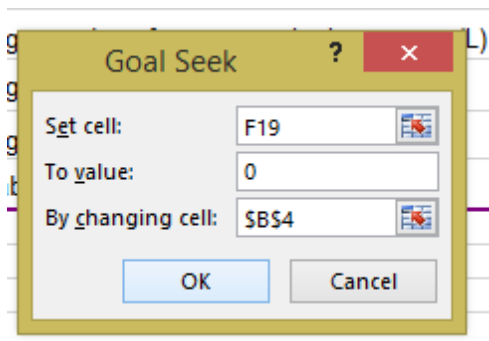 L)
Goal Seek ? ×
Set cell: F19
To value: 0
By changing cell: $B$4
OK Cancel